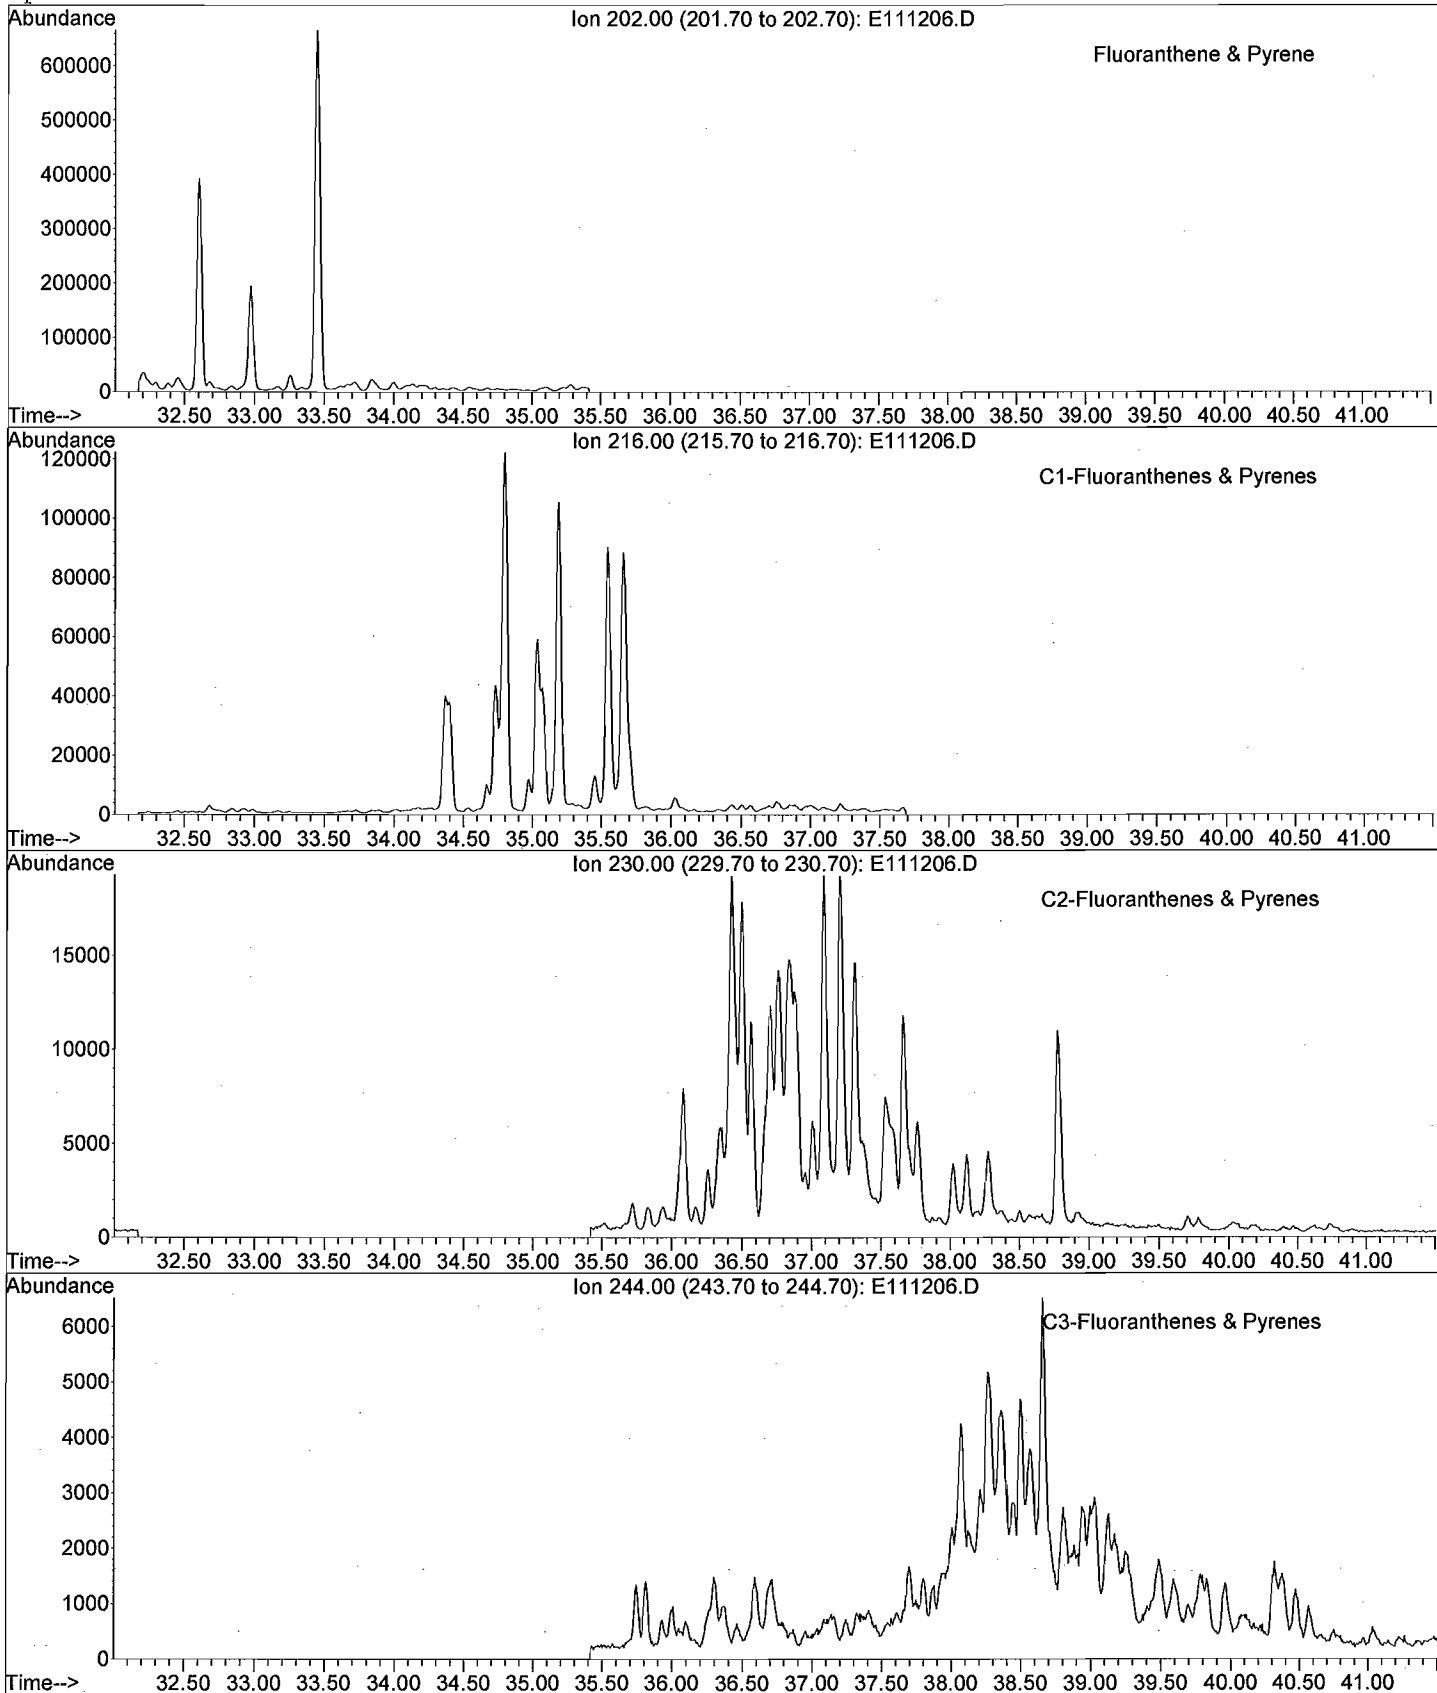 Abundance
Ion 202.00 (201.70 to 202.70): E111206.D
Fluoranthene & Pyrene
600000
500000
400000
300000
200000
100000
0
Time--> 32.50 33.00 33.50 34.00 34.50 35.00 35.50 36.00 36.50 37.00 37.50 38.00 38.50 39.00 39.50 40.00 40.50 41.00
Abundance
Ion 216.00 (215.70 to 216.70): E111206.D
C1-Fluoranthenes & Pyrenes
120000
100000
80000
60000
40000
20000
0
Time--> 32.50 33.00 33.50 34.00 34.50 35.00 35.50 36.00 36.50 37.00 37.50 38.00 38.50 39.00 39.50 40.00 40.50 41.00
Abundance
Ion 230.00 (229.70 to 230.70): E111206.D
C2-Fluoranthenes & Pyrenes
15000
10000
5000
0
Time--> 32.50 33.00 33.50 34.00 34.50 35.00 35.50 36.00 36.50 37.00 37.50 38.00 38.50 39.00 39.50 40.00 40.50 41.00
Abundance
Ion 244.00 (243.70 to 244.70): E111206.D
C3-Fluoranthenes & Pyrenes
6000
5000
4000
3000
2000
1000
0
Time--> 32.50 33.00 33.50 34.00 34.50 35.00 35.50 36.00 36.50 37.00 37.50 38.00 38.50 39.00 39.50 40.00 40.50 41.00